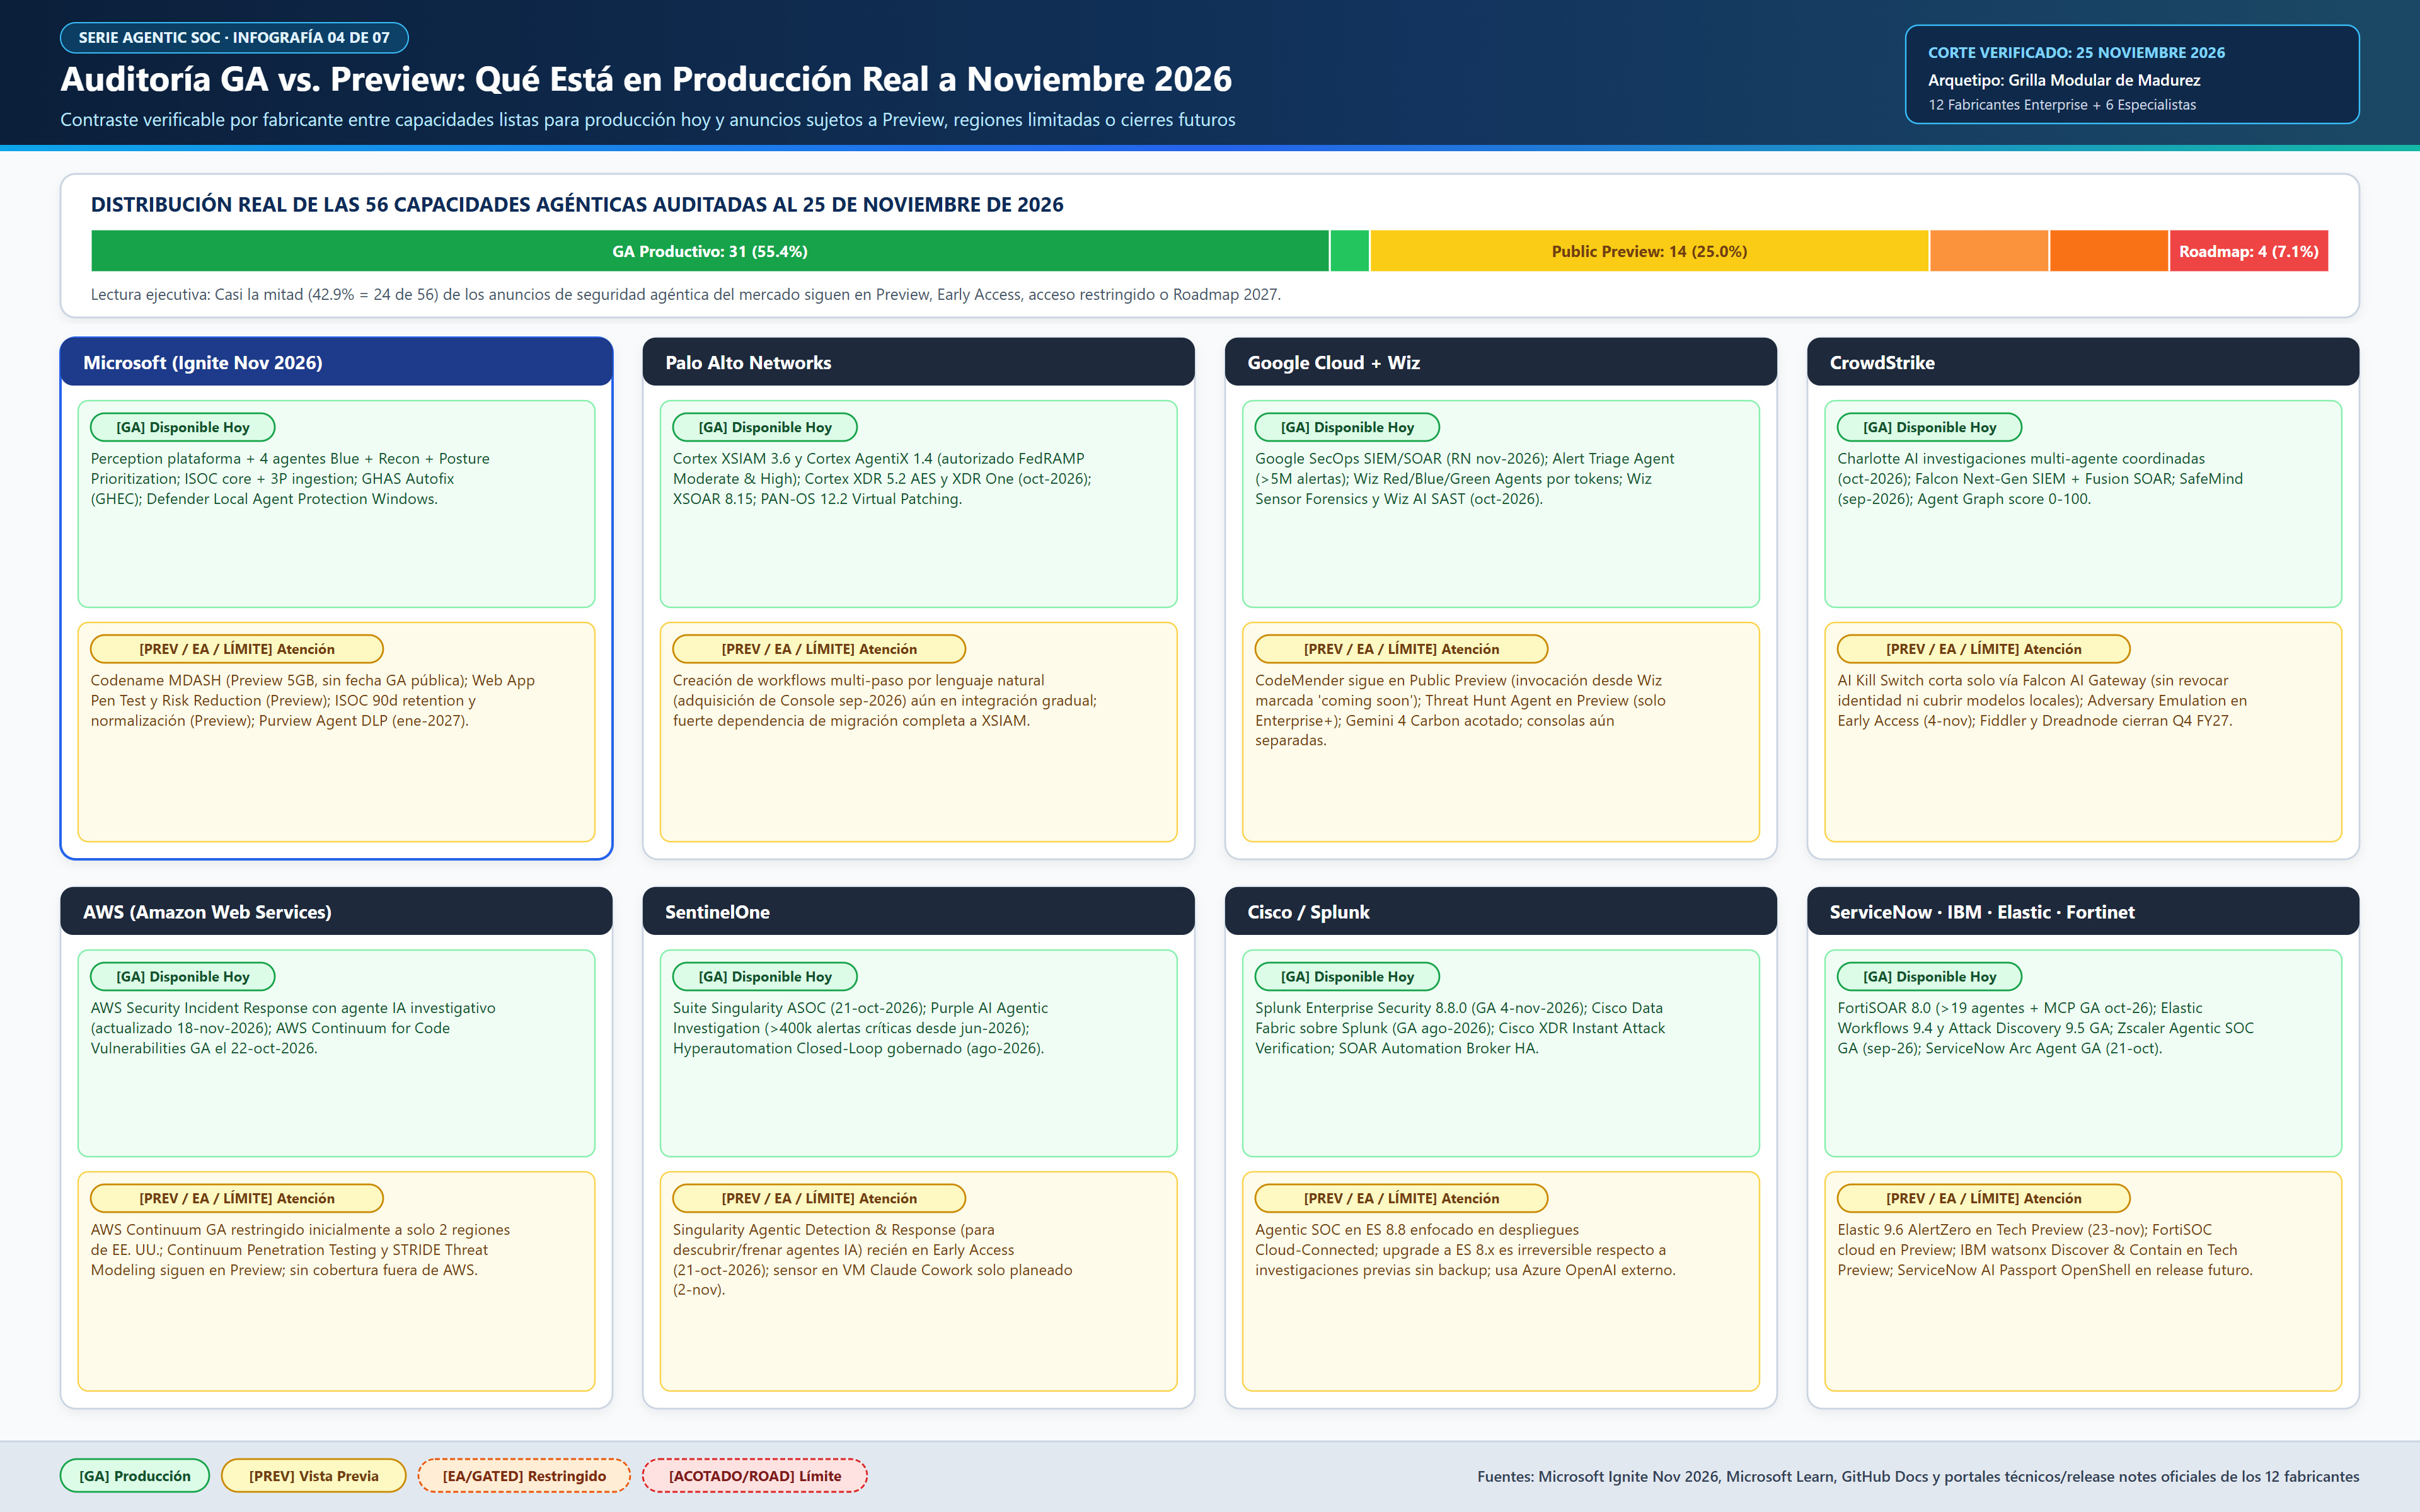 SERIE AGENTIC SOC · INFOGRAFÍA 04 DE 07
Auditoría GA vs. Preview: Qué Está en Producción Real a Noviembre 2026
Contraste verificable por fabricante entre capacidades listas para producción hoy y anuncios sujetos a Preview, regiones limitadas o cierres futuros
CORTE VERIFICADO: 25 NOVIEMBRE 2026
Arquetipo: Grilla Modular de Madurez
12 Fabricantes Enterprise + 6 Especialistas
DISTRIBUCIÓN REAL DE LAS 56 CAPACIDADES AGÉNTICAS AUDITADAS AL 25 DE NOVIEMBRE DE 2026
GA Productivo: 31 (55.4%)
Public Preview: 14 (25.0%)
Roadmap: 4 (7.1%)
Lectura ejecutiva: Casi la mitad (42.9% = 24 de 56) de los anuncios de seguridad agéntica del mercado siguen en Preview, Early Access, acceso restringido o Roadmap 2027.
Microsoft (Ignite Nov 2026)
[GA] Disponible Hoy
Perception plataforma + 4 agentes Blue + Recon + Posture
Prioritization; ISOC core + 3P ingestion; GHAS Autofix
(GHEC); Defender Local Agent Protection Windows.
[PREV / EA / LÍMITE] Atención
Codename MDASH (Preview 5GB, sin fecha GA pública); Web App
Pen Test y Risk Reduction (Preview); ISOC 90d retention y
normalización (Preview); Purview Agent DLP (ene-2027).
Palo Alto Networks
[GA] Disponible Hoy
Cortex XSIAM 3.6 y Cortex AgentiX 1.4 (autorizado FedRAMP
Moderate & High); Cortex XDR 5.2 AES y XDR One (oct-2026);
XSOAR 8.15; PAN-OS 12.2 Virtual Patching.
[PREV / EA / LÍMITE] Atención
Creación de workflows multi-paso por lenguaje natural
(adquisición de Console sep-2026) aún en integración gradual;
fuerte dependencia de migración completa a XSIAM.
Google Cloud + Wiz
[GA] Disponible Hoy
Google SecOps SIEM/SOAR (RN nov-2026); Alert Triage Agent
(>5M alertas); Wiz Red/Blue/Green Agents por tokens; Wiz
Sensor Forensics y Wiz AI SAST (oct-2026).
[PREV / EA / LÍMITE] Atención
CodeMender sigue en Public Preview (invocación desde Wiz
marcada 'coming soon'); Threat Hunt Agent en Preview (solo
Enterprise+); Gemini 4 Carbon acotado; consolas aún
separadas.
CrowdStrike
[GA] Disponible Hoy
Charlotte AI investigaciones multi-agente coordinadas
(oct-2026); Falcon Next-Gen SIEM + Fusion SOAR; SafeMind
(sep-2026); Agent Graph score 0-100.
[PREV / EA / LÍMITE] Atención
AI Kill Switch corta solo vía Falcon AI Gateway (sin revocar
identidad ni cubrir modelos locales); Adversary Emulation en
Early Access (4-nov); Fiddler y Dreadnode cierran Q4 FY27.
AWS (Amazon Web Services)
[GA] Disponible Hoy
AWS Security Incident Response con agente IA investigativo
(actualizado 18-nov-2026); AWS Continuum for Code
Vulnerabilities GA el 22-oct-2026.
[PREV / EA / LÍMITE] Atención
AWS Continuum GA restringido inicialmente a solo 2 regiones
de EE. UU.; Continuum Penetration Testing y STRIDE Threat
Modeling siguen en Preview; sin cobertura fuera de AWS.
SentinelOne
[GA] Disponible Hoy
Suite Singularity ASOC (21-oct-2026); Purple AI Agentic
Investigation (>400k alertas críticas desde jun-2026);
Hyperautomation Closed-Loop gobernado (ago-2026).
[PREV / EA / LÍMITE] Atención
Singularity Agentic Detection & Response (para
descubrir/frenar agentes IA) recién en Early Access
(21-oct-2026); sensor en VM Claude Cowork solo planeado
(2-nov).
Cisco / Splunk
[GA] Disponible Hoy
Splunk Enterprise Security 8.8.0 (GA 4-nov-2026); Cisco Data
Fabric sobre Splunk (GA ago-2026); Cisco XDR Instant Attack
Verification; SOAR Automation Broker HA.
[PREV / EA / LÍMITE] Atención
Agentic SOC en ES 8.8 enfocado en despliegues
Cloud-Connected; upgrade a ES 8.x es irreversible respecto a
investigaciones previas sin backup; usa Azure OpenAI externo.
ServiceNow · IBM · Elastic · Fortinet
[GA] Disponible Hoy
FortiSOAR 8.0 (>19 agentes + MCP GA oct-26); Elastic
Workflows 9.4 y Attack Discovery 9.5 GA; Zscaler Agentic SOC
GA (sep-26); ServiceNow Arc Agent GA (21-oct).
[PREV / EA / LÍMITE] Atención
Elastic 9.6 AlertZero en Tech Preview (23-nov); FortiSOC
cloud en Preview; IBM watsonx Discover & Contain en Tech
Preview; ServiceNow AI Passport OpenShell en release futuro.
[GA] Producción
[PREV] Vista Previa
[EA/GATED] Restringido
[ACOTADO/ROAD] Límite
Fuentes: Microsoft Ignite Nov 2026, Microsoft Learn, GitHub Docs y portales técnicos/release notes oficiales de los 12 fabricantes